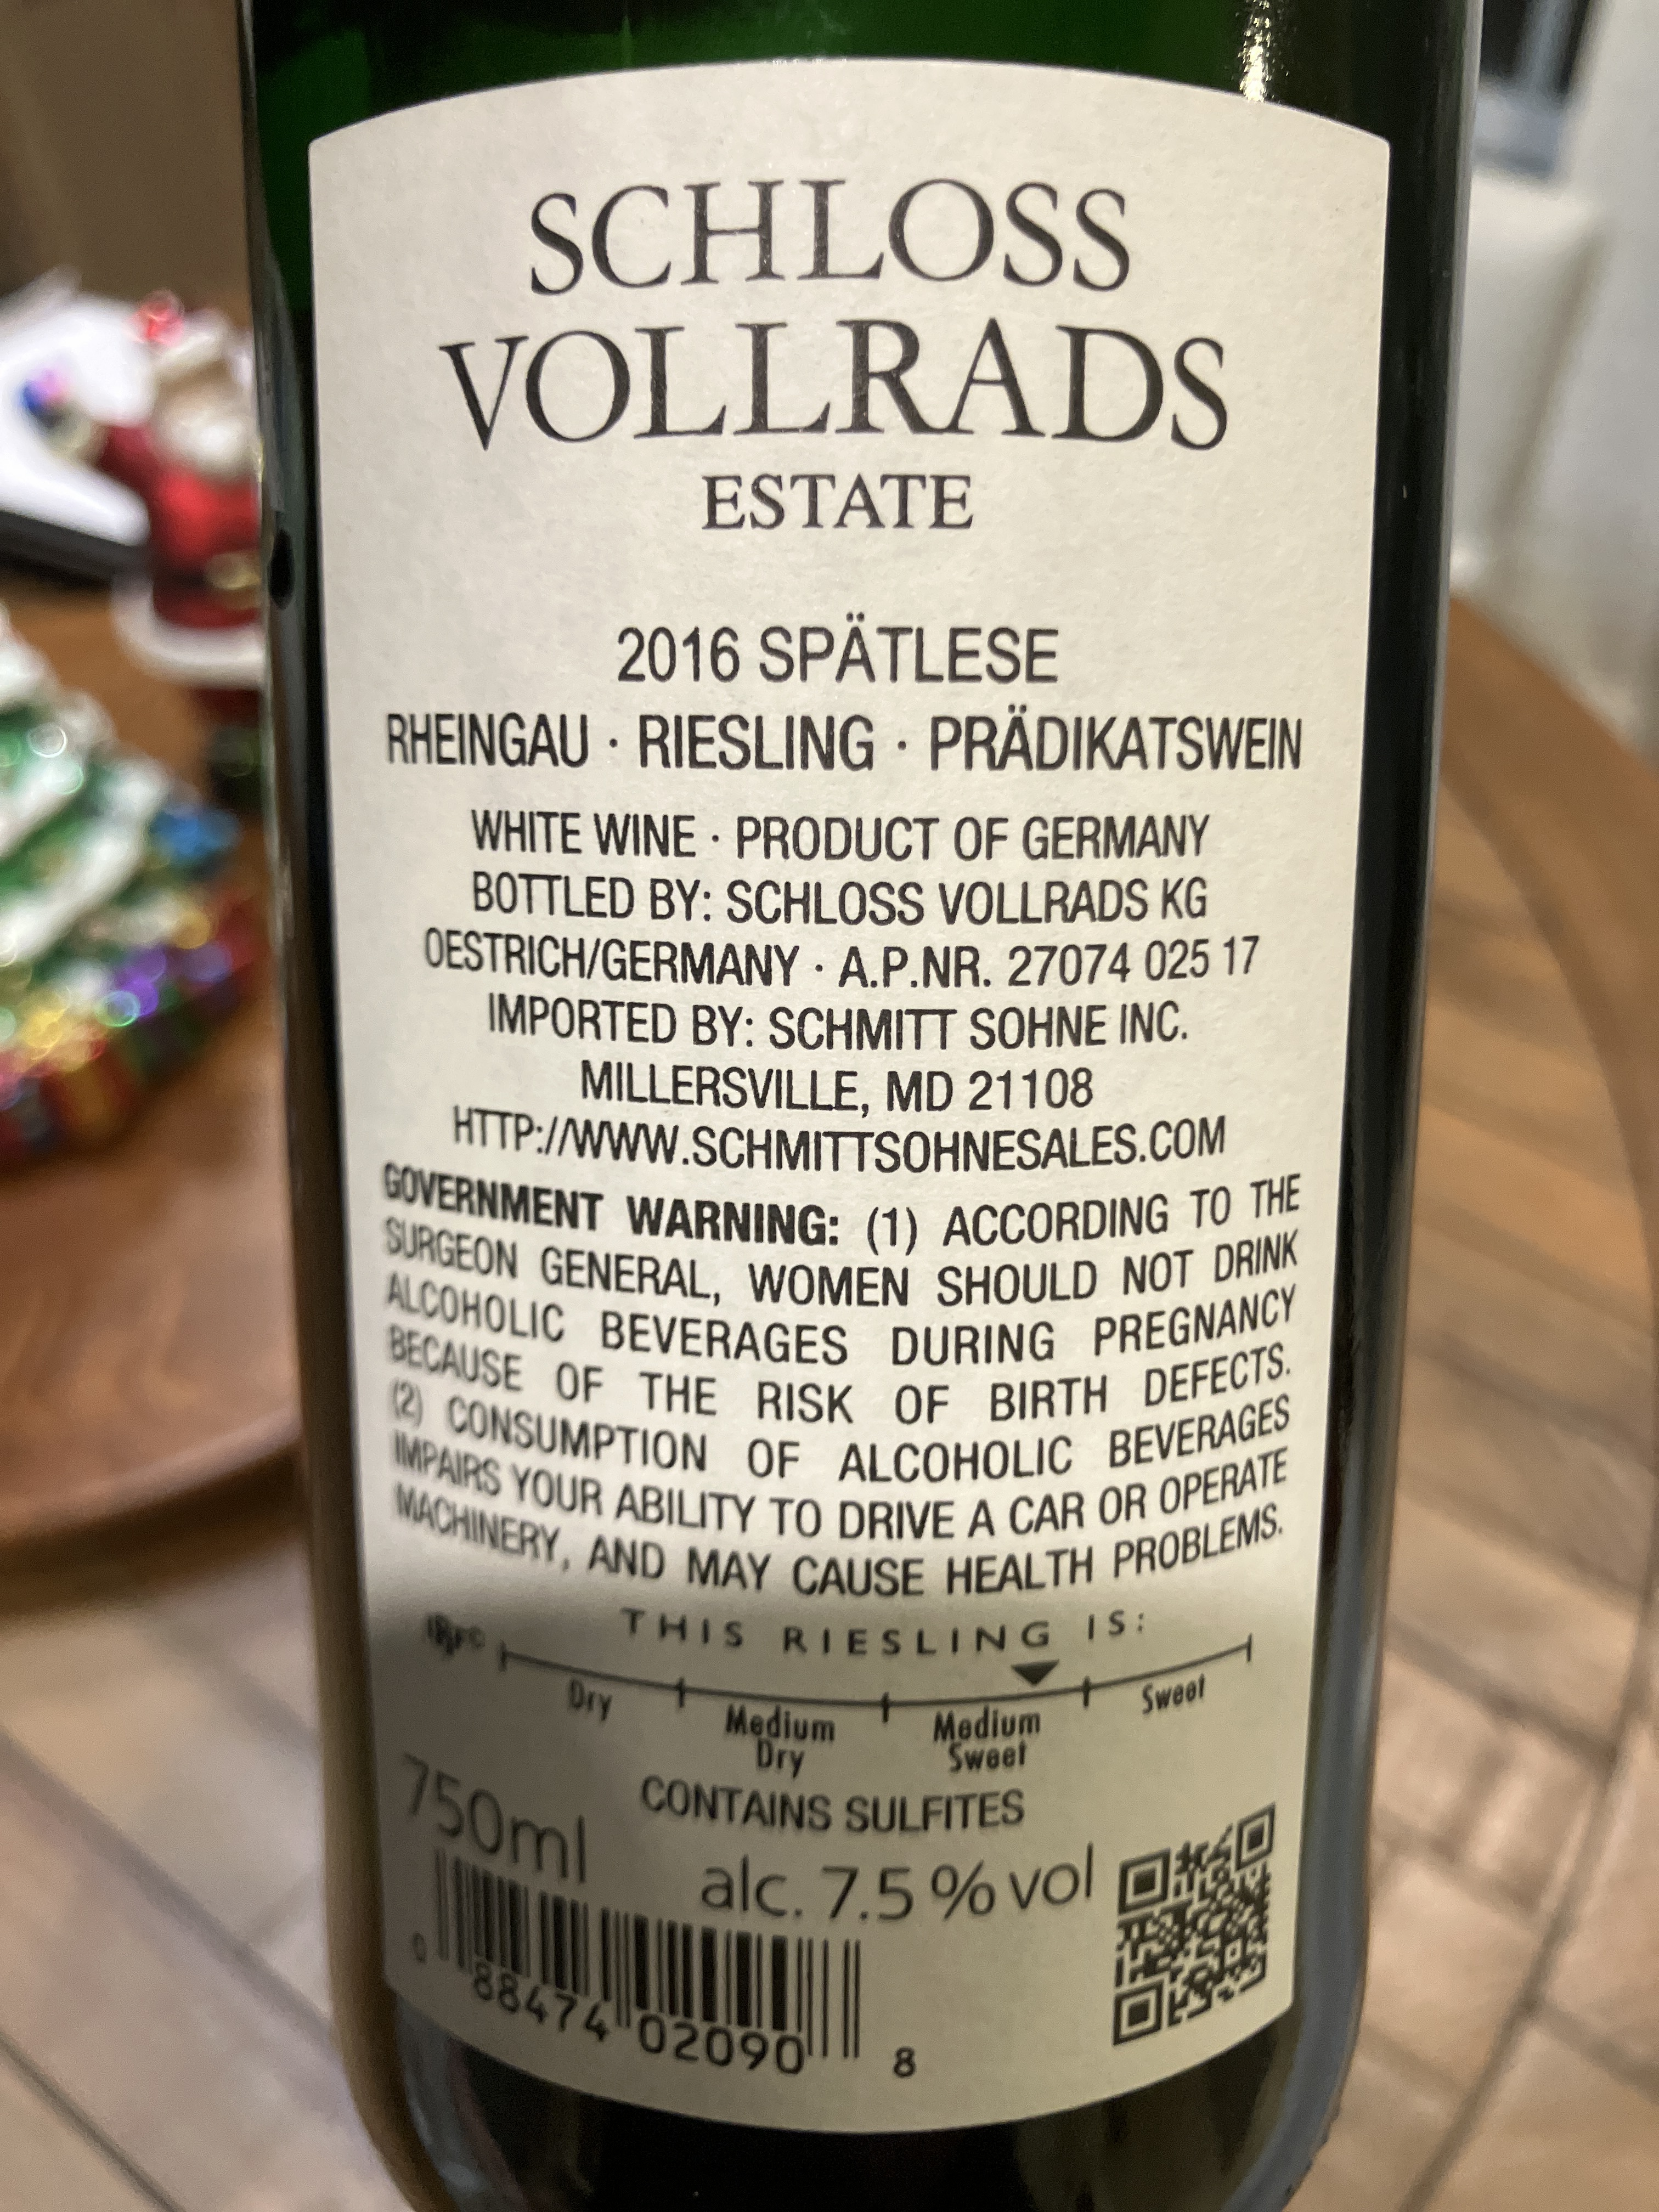 SCHLOSS
VOLLRADS
ESTATE
2016 SPÄTLESE
RHEINGAU · RIESLING · PRÄDIKATSWEIN
WHITE WINE · PRODUCT OF GERMANY
BOTTLED BY: SCHLOSS VOLLRADS KG
OESTRICH/GERMANY · A.P.NR. 27074 025 17
IMPORTED BY: SCHMITT SOHNE INC.
MILLERSVILLE, MD 21108
HTTP://WWW.SCHMITTSOHNESALES.COM
GOVERNMENT WARNING: (1) ACCORDING TO THE
SURGEON GENERAL, WOMEN SHOULD NOT DRINK
ALCOHOLIC BEVERAGES DURING PREGNANCY
BECAUSE OF THE RISK OF BIRTH DEFECTS.
(2) CONSUMPTION OF ALCOHOLIC BEVERAGES
IMPAIRS YOUR ABILITY TO DRIVE A CAR OR OPERATE
MACHINERY, AND MAY CAUSE HEALTH PROBLEMS.
THIS RIESLING IS:
Dry Medium Dry Medium Sweet Sweet
CONTAINS SULFITES
750ml
alc. 7.5 % vol
0 88474 02090 8